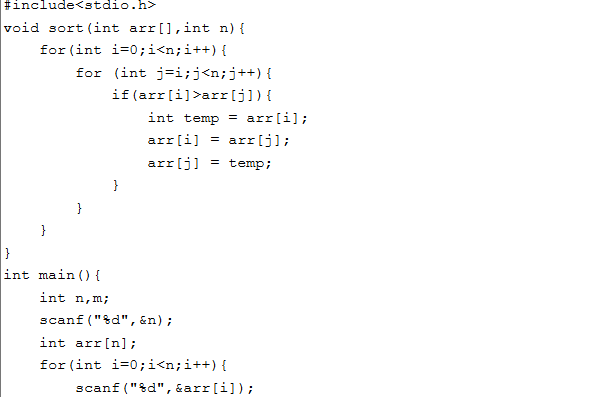 #include<stdio.h>
void sort(int arr[],int n){
    for(int i=0;i<n;i++){
        for (int j=i;j<n;j++){
            if(arr[i]>arr[j]){
                int temp = arr[i];
                arr[i] = arr[j];
                arr[j] = temp;
            }
        }
    }
}
int main(){
    int n,m;
    scanf("%d",&n);
    int arr[n];
    for(int i=0;i<n;i++){
        scanf("%d",&arr[i]);